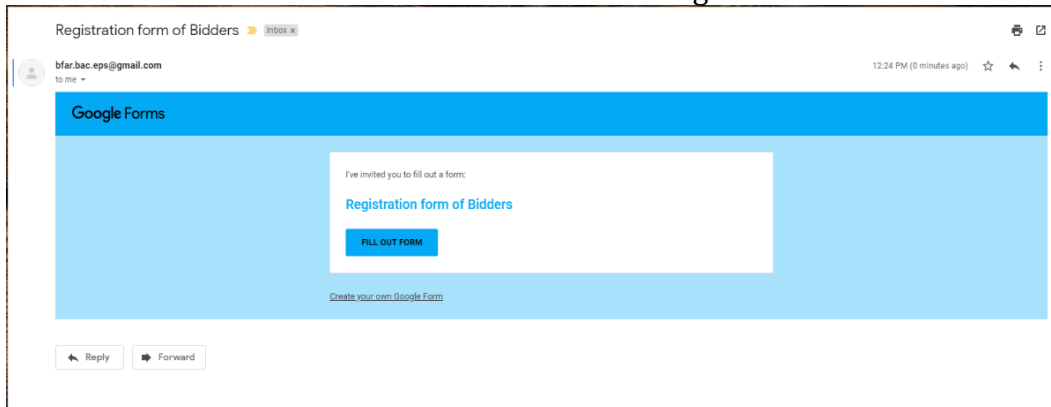 Registration form of Bidders Inbox x
bfar.bac.eps@gmail.com 12:24 PM (0 minutes ago)
to me
Google Forms
I've invited you to fill out a form:
Registration form of Bidders
FILL OUT FORM
Create your own Google Form
Reply Forward